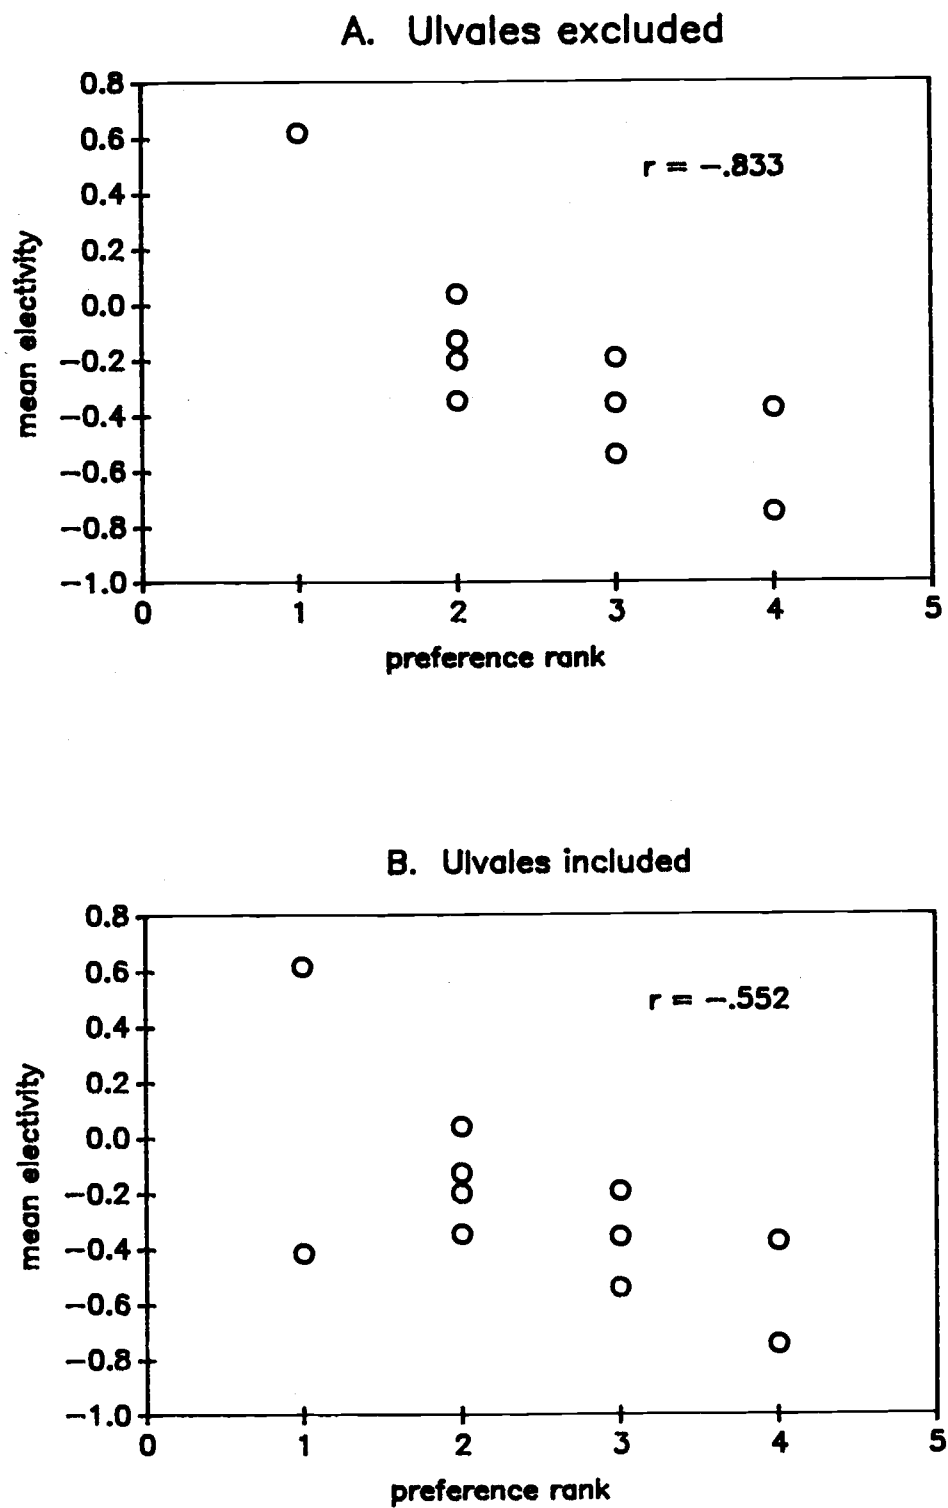 A. Ulvales excluded
0.8
0.6
r = −.833
0.4
0.2
0.0
−0.2
−0.4
−0.6
−0.8
−1.0
mean electivity
0 1 2 3 4 5
preference rank
B. Ulvales included
0.8
0.6
r = −.552
0.4
0.2
0.0
−0.2
−0.4
−0.6
−0.8
−1.0
mean electivity
0 1 2 3 4 5
preference rank